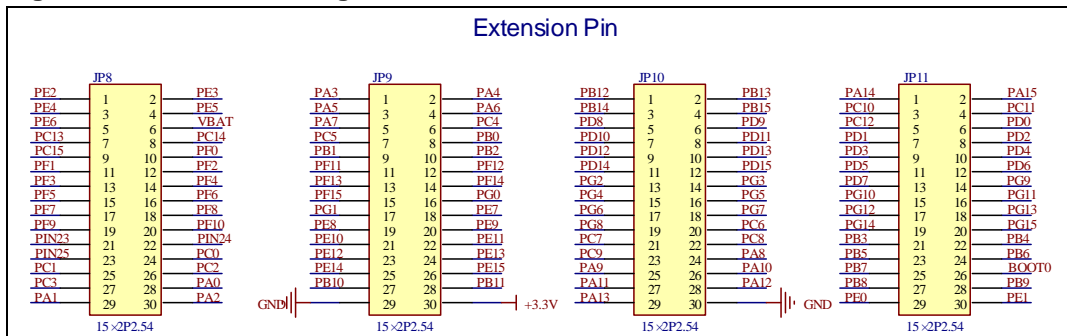 Extension Pin
JP8 JP9 JP10 JP11
PE2 1 2 PE3 PA3 1 2 PA4 PB12 1 2 PB13 PA14 1 2 PA15
PE4 3 4 PE5 PA5 3 4 PA6 PB14 3 4 PB15 PC10 3 4 PC11
PE6 5 6 VBAT PA7 5 6 PC4 PD8 5 6 PD9 PC12 5 6 PD0
PC13 7 8 PC14 PC5 7 8 PB0 PD10 7 8 PD11 PD1 7 8 PD2
PC15 9 10 PF0 PB1 9 10 PB2 PD12 9 10 PD13 PD3 9 10 PD4
PF1 11 12 PF2 PF11 11 12 PF12 PD14 11 12 PD15 PD5 11 12 PD6
PF3 13 14 PF4 PF13 13 14 PF14 PG2 13 14 PG3 PD7 13 14 PG9
PF5 15 16 PF6 PF15 15 16 PG0 PG4 15 16 PG5 PG10 15 16 PG11
PF7 17 18 PF8 PG1 17 18 PE7 PG6 17 18 PG7 PG12 17 18 PG13
PF9 19 20 PF10 PE8 19 20 PE9 PG8 19 20 PC6 PG14 19 20 PG15
PIN23 21 22 PIN24 PE10 21 22 PE11 PC7 21 22 PC8 PB3 21 22 PB4
PIN25 23 24 PC0 PE12 23 24 PE13 PC9 23 24 PA8 PB5 23 24 PB6
PC1 25 26 PC2 PE14 25 26 PE15 PA9 25 26 PA10 PB7 25 26 BOOT0
PC3 27 28 PA0 PB10 27 28 PB11 PA11 27 28 PA12 PB8 27 28 PB9
PA1 29 30 PA2 GND 29 30 +3.3V PA13 29 30 GND PE0 29 30 PE1
15×2P2.54 15×2P2.54 15×2P2.54 15×2P2.54